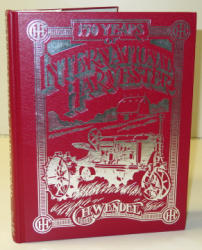 150 YEARS
INTERNATIONAL
HARVESTER
C.H. WENDEL